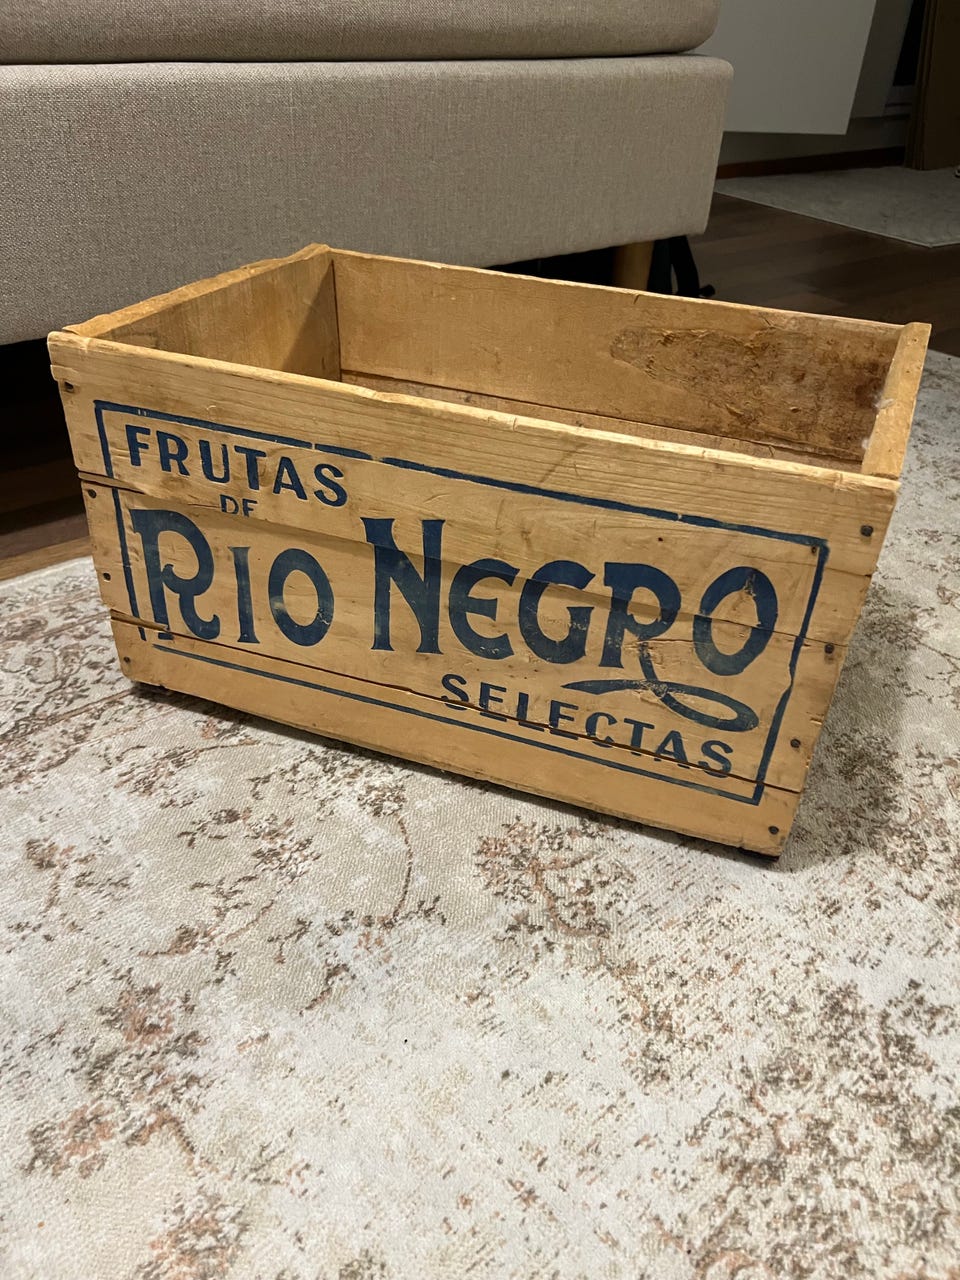 FRUTAS
DE
RIO NEGRO
SELECTAS